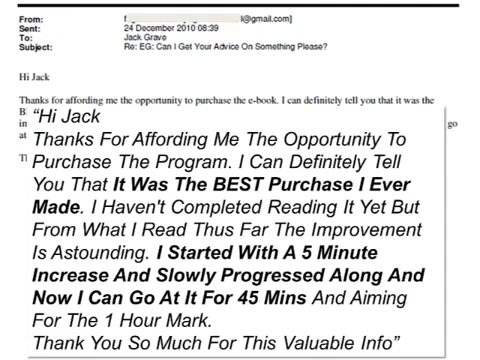 From: l@gmail.com]
Sent: 24 December 2010 08:39
To: Jack Grave
Subject: Re: EG: Can I Get Your Advice On Something Please?
Hi Jack
Thanks for affording me the opportunity to purchase the e-book. I can definitely tell you that it was the
B
in go
at
“Hi Jack
Thanks For Affording Me The Opportunity To
Purchase The Program. I Can Definitely Tell
You That It Was The BEST Purchase I Ever
Made. I Haven't Completed Reading It Yet But
From What I Read Thus Far The Improvement
Is Astounding. I Started With A 5 Minute
Increase And Slowly Progressed Along And
Now I Can Go At It For 45 Mins And Aiming
For The 1 Hour Mark.
Thank You So Much For This Valuable Info”